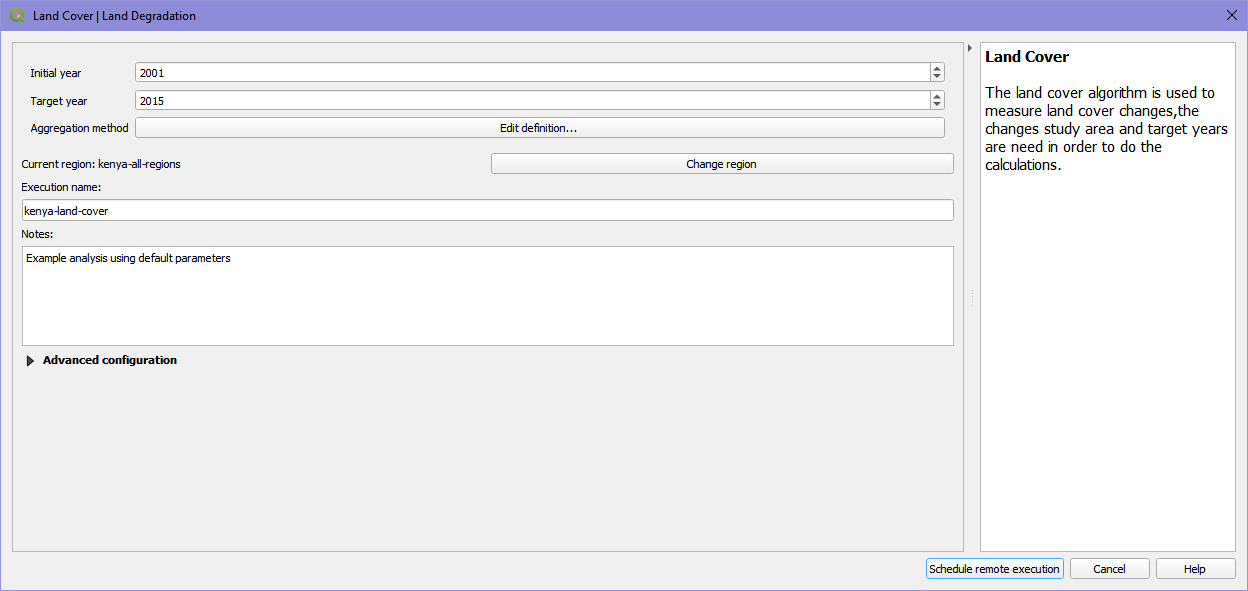 Land Cover | Land Degradation
Initial year
2001
Target year
2015
Aggregation method
Edit definition...
Current region: kenya-all-regions
Change region
Execution name:
kenya-land-cover
Notes:
Example analysis using default parameters
Advanced configuration
Land Cover
The land cover algorithm is used to
measure land cover changes,the
changes study area and target years
are need in order to do the
calculations.
Schedule remote execution
Cancel
Help